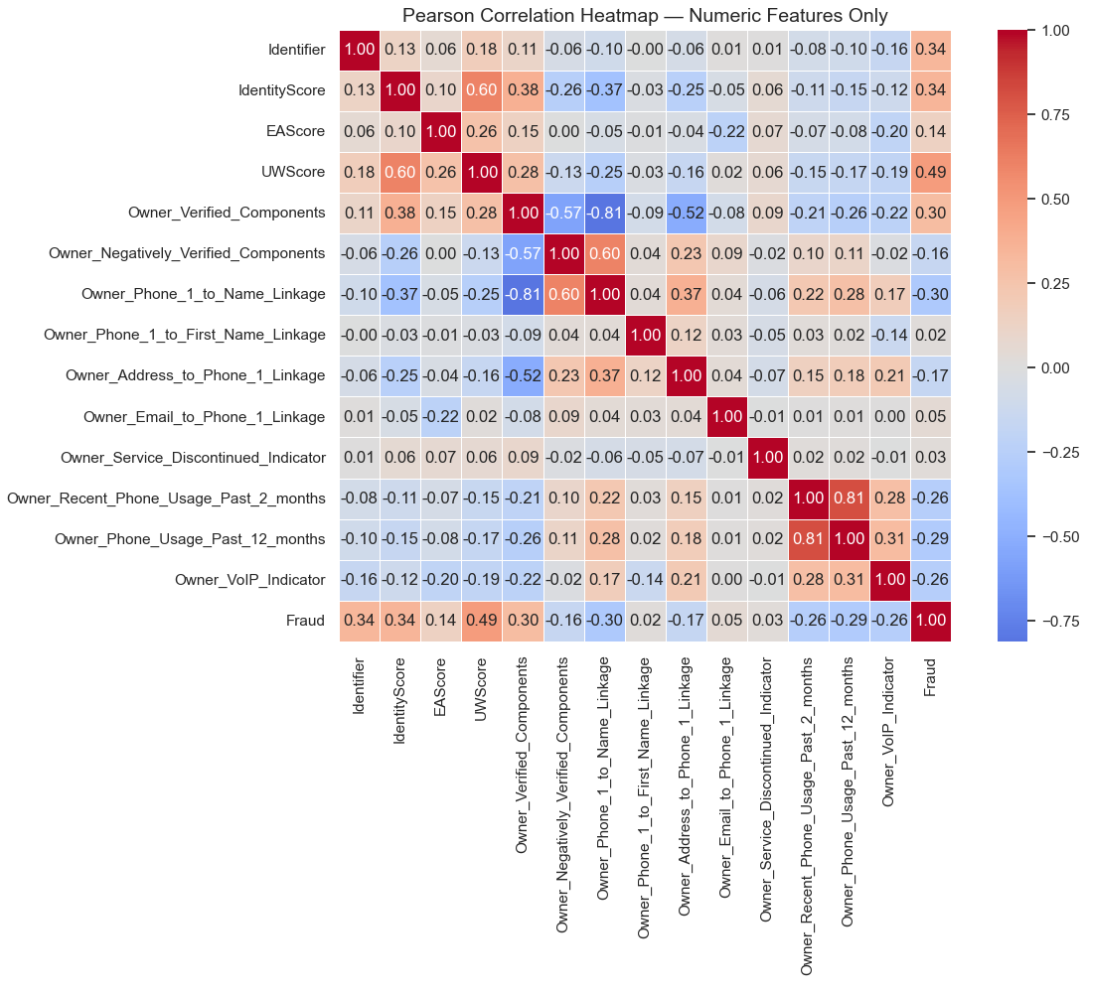 Pearson Correlation Heatmap — Numeric Features Only
Identifier 1.00 0.13 0.06 0.18 0.11 -0.06 -0.10 -0.00 -0.06 0.01 0.01 -0.08 -0.10 -0.16 0.34
IdentityScore 0.13 1.00 0.10 0.60 0.38 -0.26 -0.37 -0.03 -0.25 -0.05 0.06 -0.11 -0.15 -0.12 0.34
EAScore 0.06 0.10 1.00 0.26 0.15 0.00 -0.05 -0.01 -0.04 -0.22 0.07 -0.07 -0.08 -0.20 0.14
UWScore 0.18 0.60 0.26 1.00 0.28 -0.13 -0.25 -0.03 -0.16 0.02 0.06 -0.15 -0.17 -0.19 0.49
Owner_Verified_Components 0.11 0.38 0.15 0.28 1.00 -0.57 -0.81 -0.09 -0.52 -0.08 0.09 -0.21 -0.26 -0.22 0.30
Owner_Negatively_Verified_Components -0.06 -0.26 0.00 -0.13 -0.57 1.00 0.60 0.04 0.23 0.09 -0.02 0.10 0.11 -0.02 -0.16
Owner_Phone_1_to_Name_Linkage -0.10 -0.37 -0.05 -0.25 -0.81 0.60 1.00 0.04 0.37 0.04 -0.06 0.22 0.28 0.17 -0.30
Owner_Phone_1_to_First_Name_Linkage -0.00 -0.03 -0.01 -0.03 -0.09 0.04 0.04 1.00 0.12 0.03 -0.05 0.03 0.02 -0.14 0.02
Owner_Address_to_Phone_1_Linkage -0.06 -0.25 -0.04 -0.16 -0.52 0.23 0.37 0.12 1.00 0.04 -0.07 0.15 0.18 0.21 -0.17
Owner_Email_to_Phone_1_Linkage 0.01 -0.05 -0.22 0.02 -0.08 0.09 0.04 0.03 0.04 1.00 -0.01 0.01 0.01 0.00 0.05
Owner_Service_Discontinued_Indicator 0.01 0.06 0.07 0.06 0.09 -0.02 -0.06 -0.05 -0.07 -0.01 1.00 0.02 0.02 -0.01 0.03
Owner_Recent_Phone_Usage_Past_2_months -0.08 -0.11 -0.07 -0.15 -0.21 0.10 0.22 0.03 0.15 0.01 0.02 1.00 0.81 0.28 -0.26
Owner_Phone_Usage_Past_12_months -0.10 -0.15 -0.08 -0.17 -0.26 0.11 0.28 0.02 0.18 0.01 0.02 0.81 1.00 0.31 -0.29
Owner_VoIP_Indicator -0.16 -0.12 -0.20 -0.19 -0.22 -0.02 0.17 -0.14 0.21 0.00 -0.01 0.28 0.31 1.00 -0.26
Fraud 0.34 0.34 0.14 0.49 0.30 -0.16 -0.30 0.02 -0.17 0.05 0.03 -0.26 -0.29 -0.26 1.00
Identifier
IdentityScore
EAScore
UWScore
Owner_Verified_Components
Owner_Negatively_Verified_Components
Owner_Phone_1_to_Name_Linkage
Owner_Phone_1_to_First_Name_Linkage
Owner_Address_to_Phone_1_Linkage
Owner_Email_to_Phone_1_Linkage
Owner_Service_Discontinued_Indicator
Owner_Recent_Phone_Usage_Past_2_months
Owner_Phone_Usage_Past_12_months
Owner_VoIP_Indicator
Fraud
1.00
0.75
0.50
0.25
0.00
−0.25
−0.50
−0.75